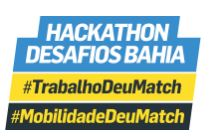 HACKATHON
DESAFIOS BAHIA
#TrabalhoDeuMatch
#MobilidadeDeuMatch